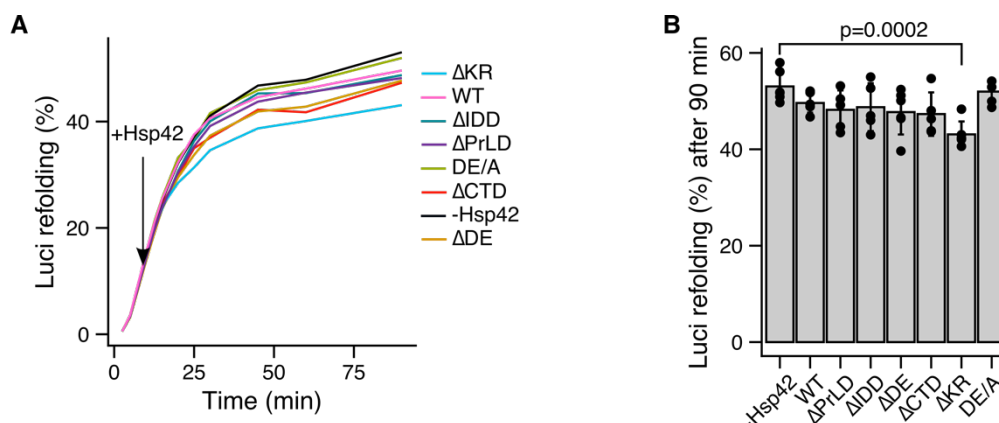 A
Luci refolding (%)
40
20
0
+Hsp42
0
25
50
75
Time (min)
ΔKR
WT
ΔIDD
ΔPrLD
DE/A
ΔCTD
-Hsp42
ΔDE
B
p=0.0002
Luci refolding (%) after 90 min
60
40
20
0
-Hsp42
WT
ΔPrLD
ΔIDD
ΔDE
ΔCTD
ΔKR
DE/A